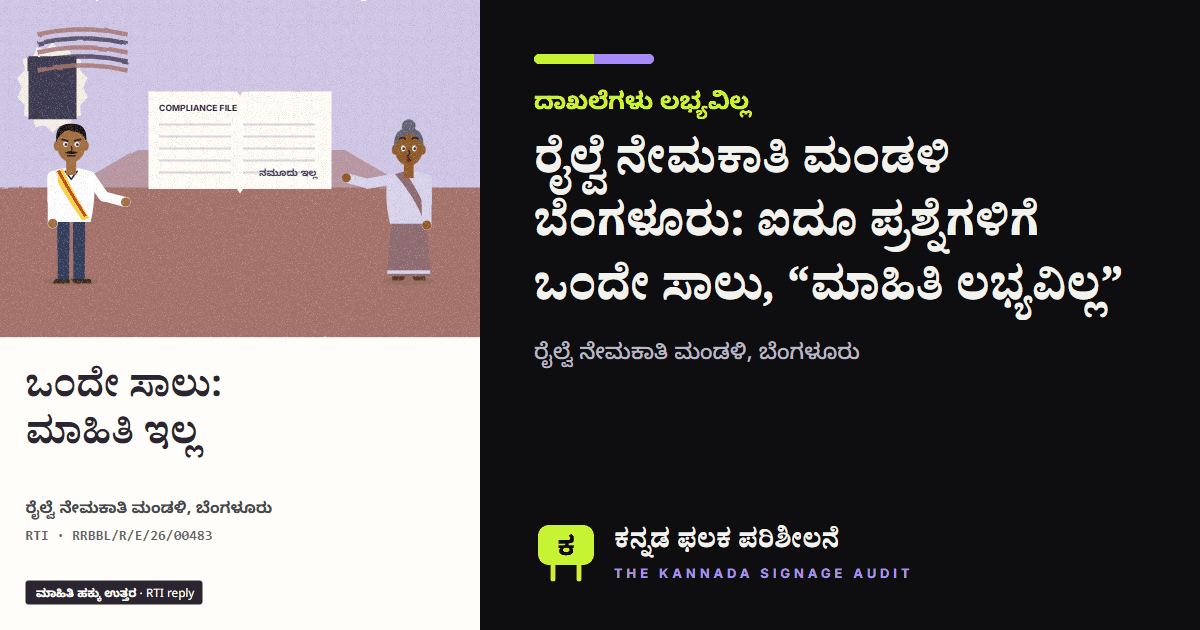 COMPLIANCE FILE
ನಮೂದು ಇಲ್ಲ
ಒಂದೇ ಸಾಲು:
ಮಾಹಿತಿ ಇಲ್ಲ
ರೈಲ್ವೆ ನೇಮಕಾತಿ ಮಂಡಳಿ, ಬೆಂಗಳೂರು
RTI · RRBBL/R/E/26/00483
ಮಾಹಿತಿ ಹಕ್ಕು ಉತ್ತರ · RTI reply
ದಾಖಲೆಗಳು ಲಭ್ಯವಿಲ್ಲ
ರೈಲ್ವೆ ನೇಮಕಾತಿ ಮಂಡಳಿ
ಬೆಂಗಳೂರು: ಐದೂ ಪ್ರಶ್ನೆಗಳಿಗೆ
ಒಂದೇ ಸಾಲು, “ಮಾಹಿತಿ ಲಭ್ಯವಿಲ್ಲ”
ರೈಲ್ವೆ ನೇಮಕಾತಿ ಮಂಡಳಿ, ಬೆಂಗಳೂರು
ಕ
ಕನ್ನಡ ಫಲಕ ಪರಿಶೀಲನೆ
THE KANNADA SIGNAGE AUDIT